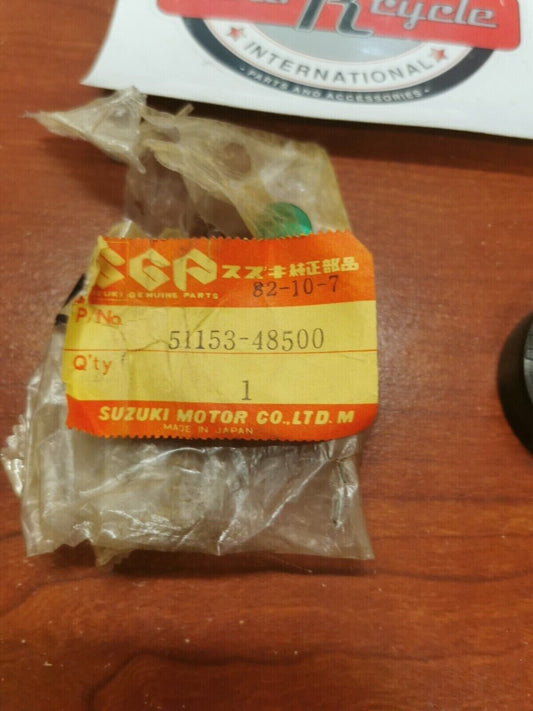 cycle
R
INTERNATIONAL
PARTS AND ACCESSORIES
SGP スズキ純正部品
SUZUKI GENUINE PARTS 82-10-7
P/No.
51153-48500
Q'ty
1
SUZUKI MOTOR CO.,LTD. M
MADE IN JAPAN